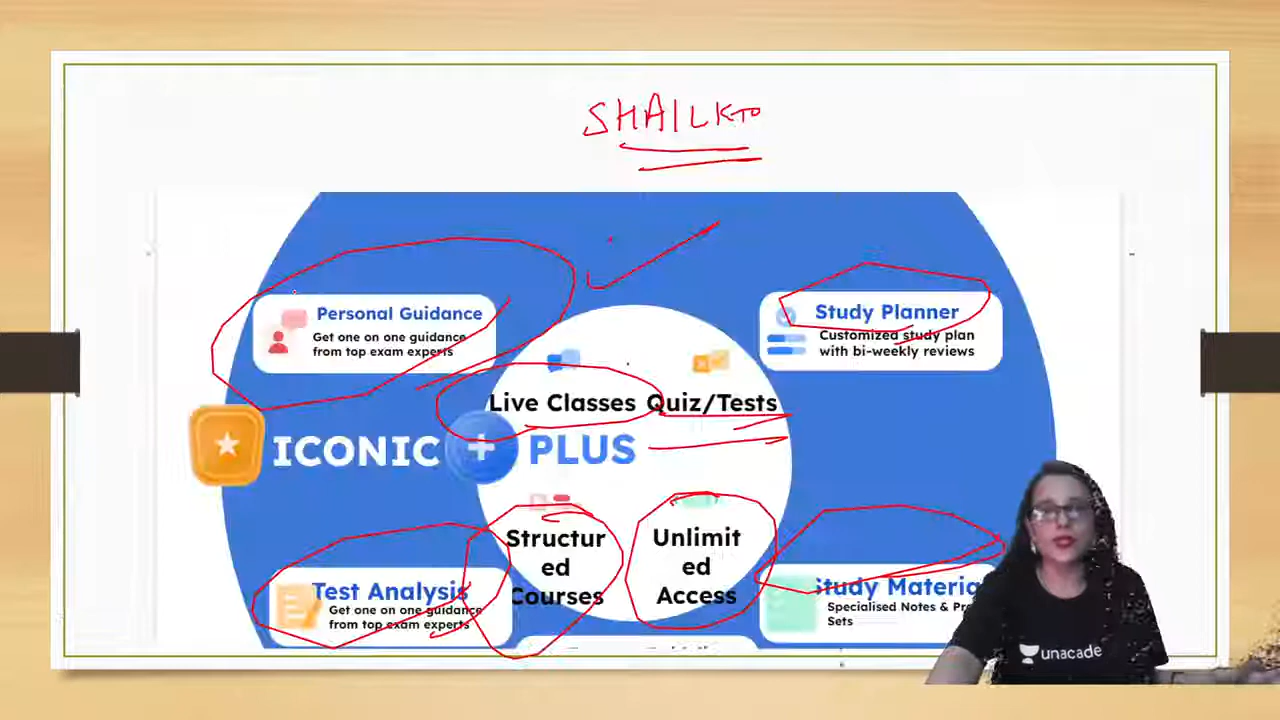 SHAILKTO
Personal Guidance
Get one on one guidance
from top exam experts
Study Planner
Customized study plan
with bi-weekly reviews
Live Classes
Quiz/Tests
ICONIC + PLUS
Structur
ed
Courses
Unlimit
ed
Access
Test Analysis
Get one on one guidance
from top exam experts
Study Materia
Specialised Notes & Pr
Sets
unacade